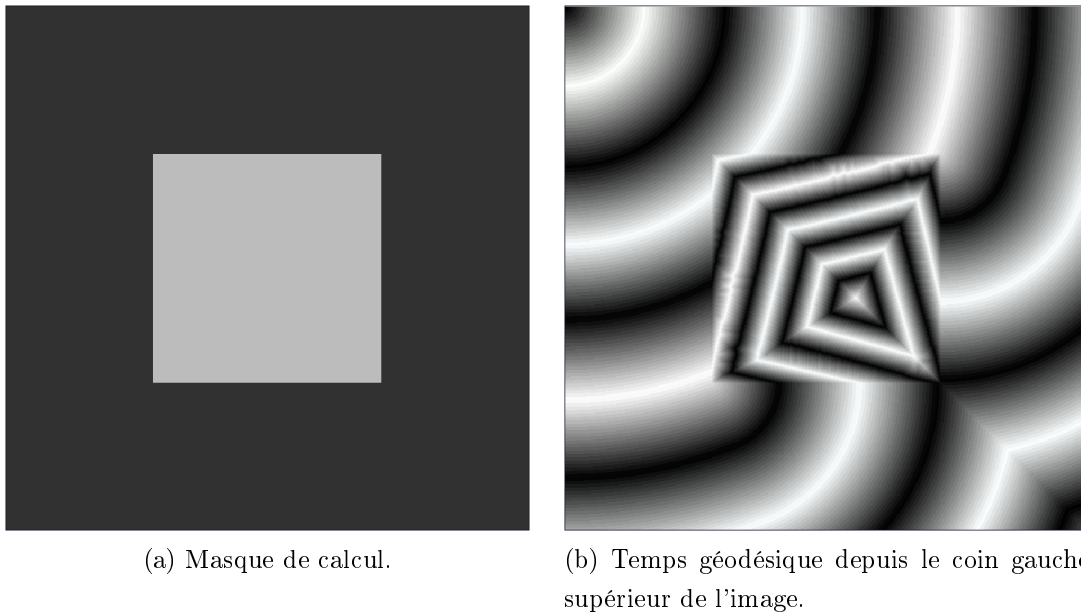 (a) Masque de calcul.
(b) Temps géodésique depuis le coin gauche
supérieur de l'image.